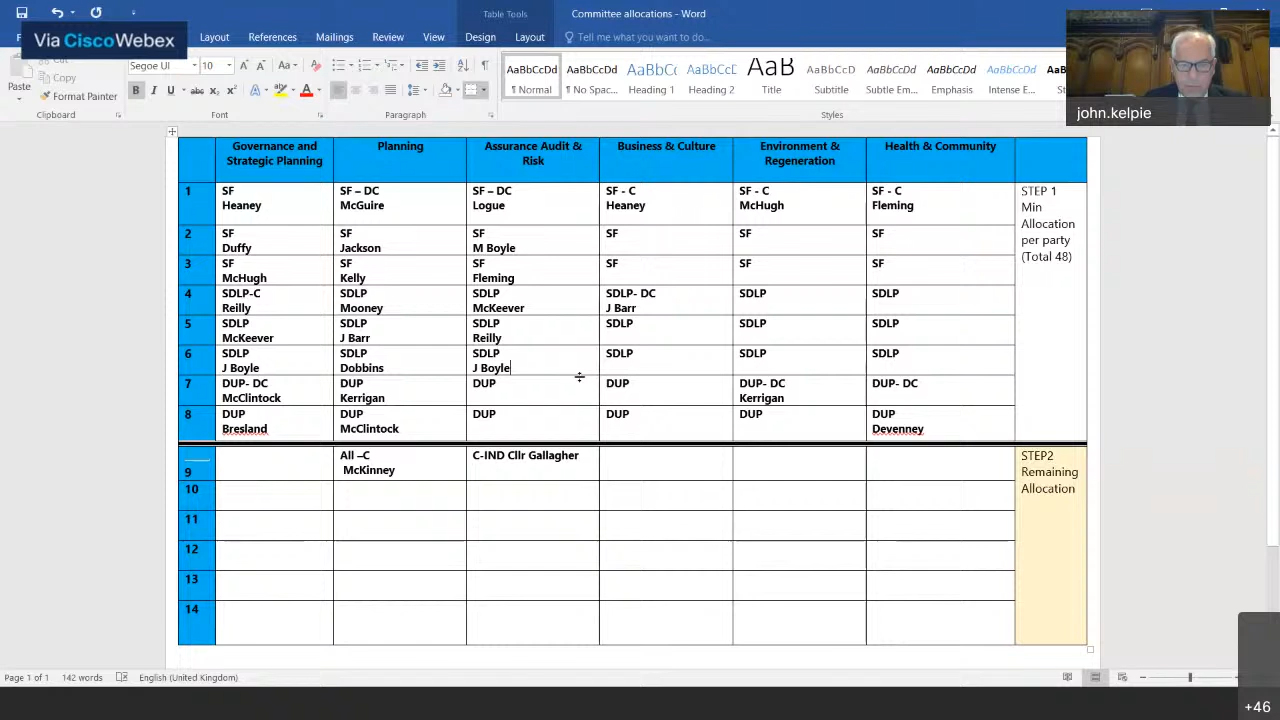 Table Tools
Committee allocations - Word
Via CiscoWebex
Layout
References
Mailings
Review
View
Design
Layout
Tell me what you want to do...
Paste
Copy
Format Painter
Clipboard
Segoe UI
10
Font
Paragraph
AaBbCcDd
¶ Normal
AaBbCcDd
¶ No Spac...
AaBbCc
Heading 1
AaBbCcC
Heading 2
AaB
Title
AaBbCcD
Subtitle
AaBbCcDd
Subtle Em...
AaBbCcDd
Emphasis
AaBbCcDd
Intense E...
Styles
john.kelpie
Governance and Strategic Planning
Planning
Assurance Audit & Risk
Business & Culture
Environment & Regeneration
Health & Community
1
SF Heaney
SF – DC McGuire
SF – DC Logue
SF - C Heaney
SF - C McHugh
SF - C Fleming
STEP 1
Min
Allocation
per party
(Total 48)
2
SF Duffy
SF Jackson
SF M Boyle
SF
SF
SF
3
SF McHugh
SF Kelly
SF Fleming
SF
SF
SF
4
SDLP-C Reilly
SDLP Mooney
SDLP McKeever
SDLP- DC J Barr
SDLP
SDLP
5
SDLP McKeever
SDLP J Barr
SDLP Reilly
SDLP
SDLP
SDLP
6
SDLP J Boyle
SDLP Dobbins
SDLP J Boyle
SDLP
SDLP
SDLP
7
DUP- DC McClintock
DUP Kerrigan
DUP
DUP
DUP- DC Kerrigan
DUP- DC
8
DUP Bresland
DUP McClintock
DUP
DUP
DUP
DUP Devenney
9
All –C McKinney
C-IND Cllr Gallagher
STEP2
Remaining
Allocation
10
11
12
13
14
Page 1 of 1
142 words
English (United Kingdom)
+46